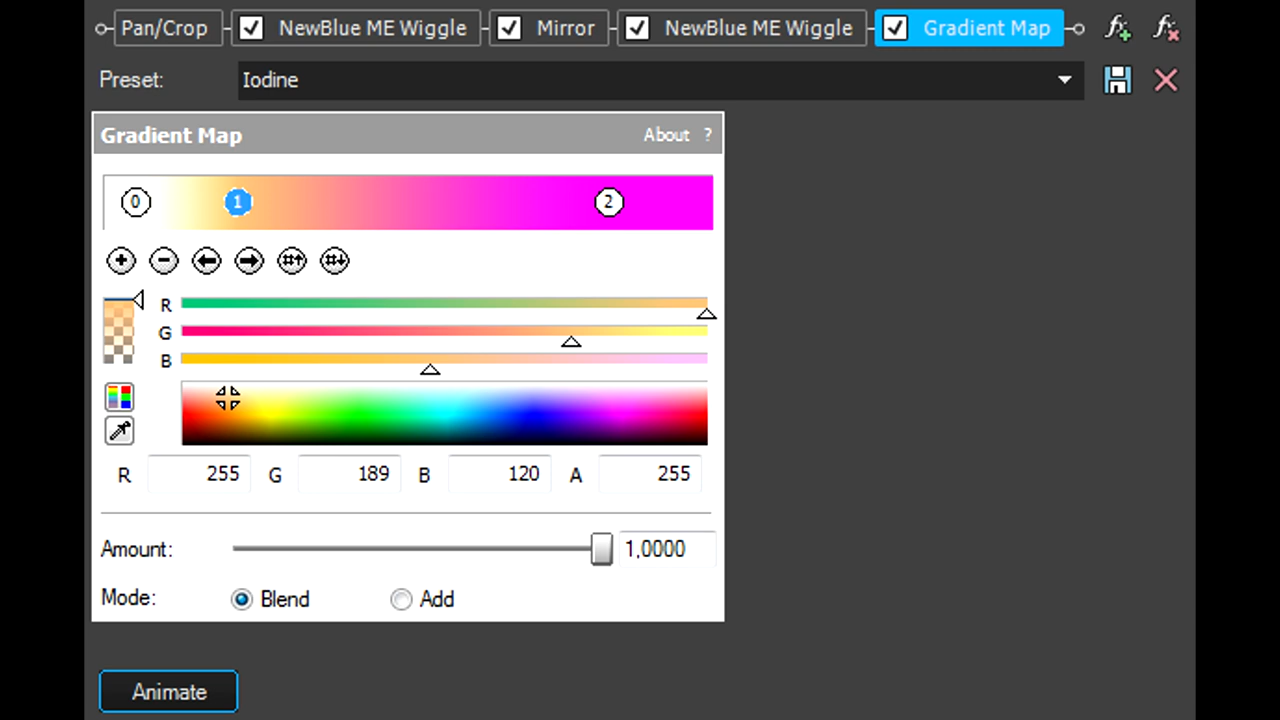 Pan/Crop NewBlue ME Wiggle Mirror NewBlue ME Wiggle Gradient Map
Preset: Iodine
Gradient Map About ?
0 1 2
R
G
B
R 255 G 189 B 120 A 255
Amount: 1,0000
Mode: Blend Add
Animate